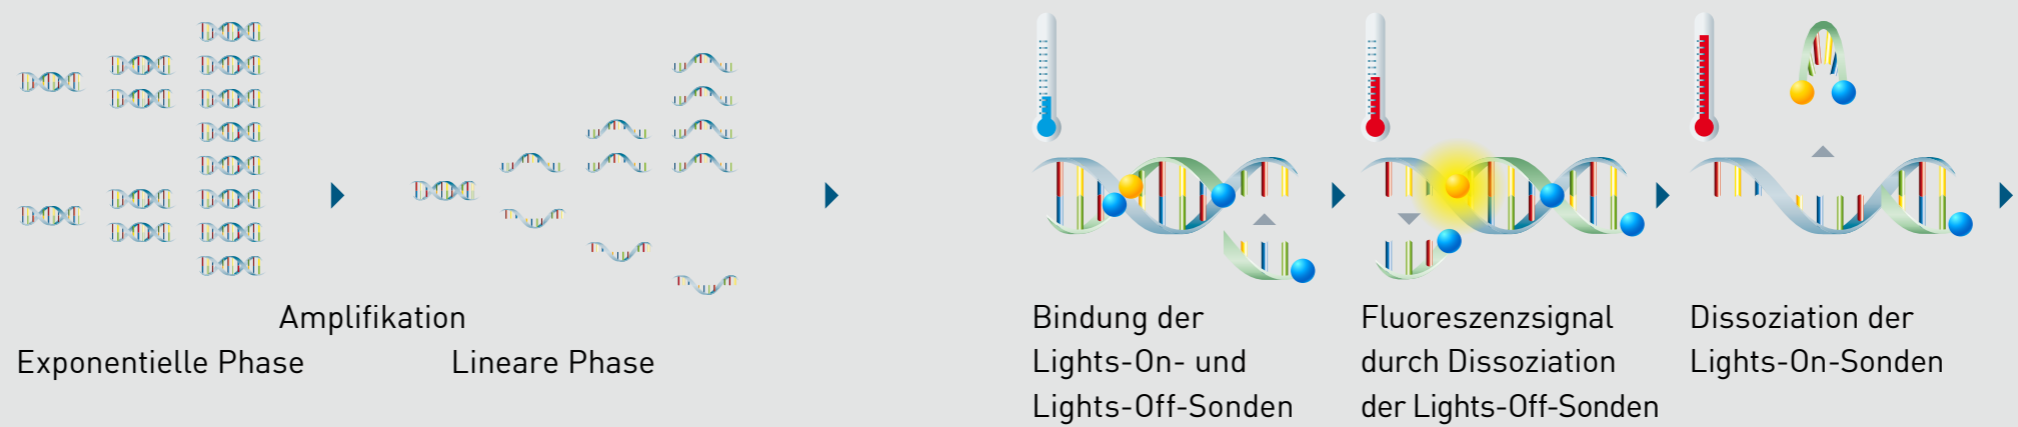 Amplifikation
Exponentielle Phase
Lineare Phase
Bindung der
Lights-On- und
Lights-Off-Sonden
Fluoreszenzsignal
durch Dissoziation
der Lights-Off-Sonden
Dissoziation der
Lights-On-Sonden